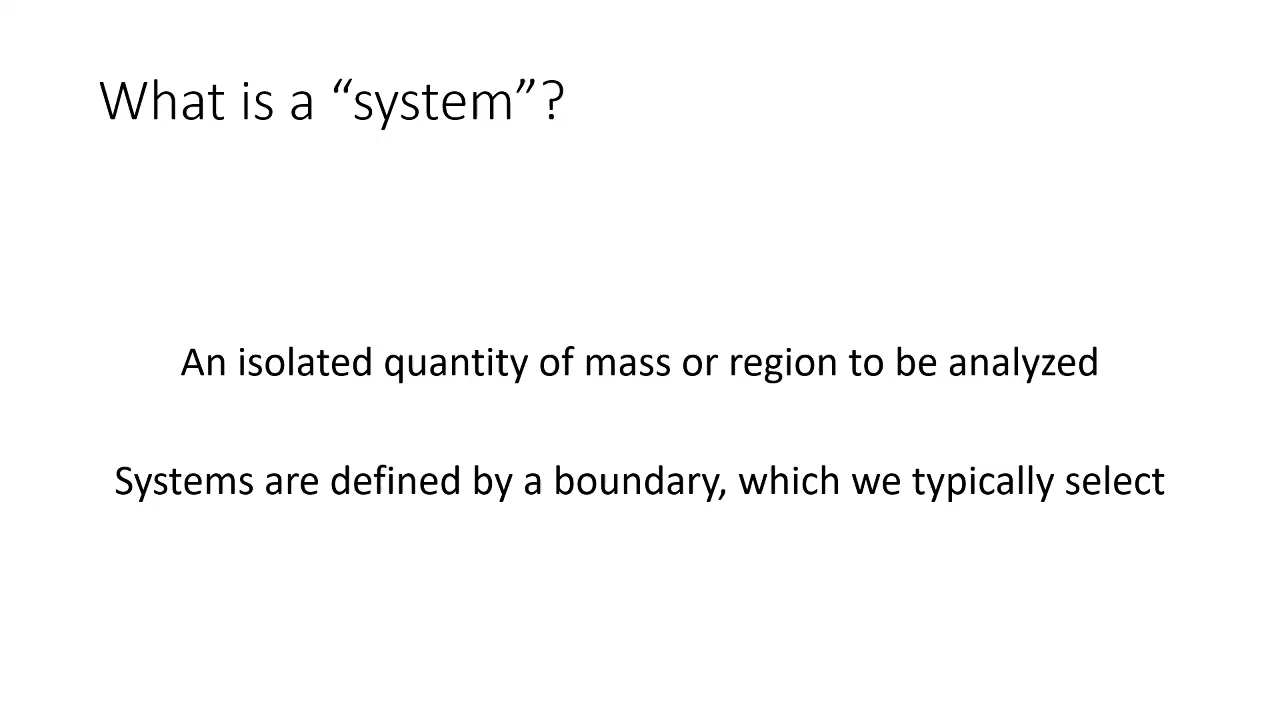 What is a “system”?
An isolated quantity of mass or region to be analyzed
Systems are defined by a boundary, which we typically select